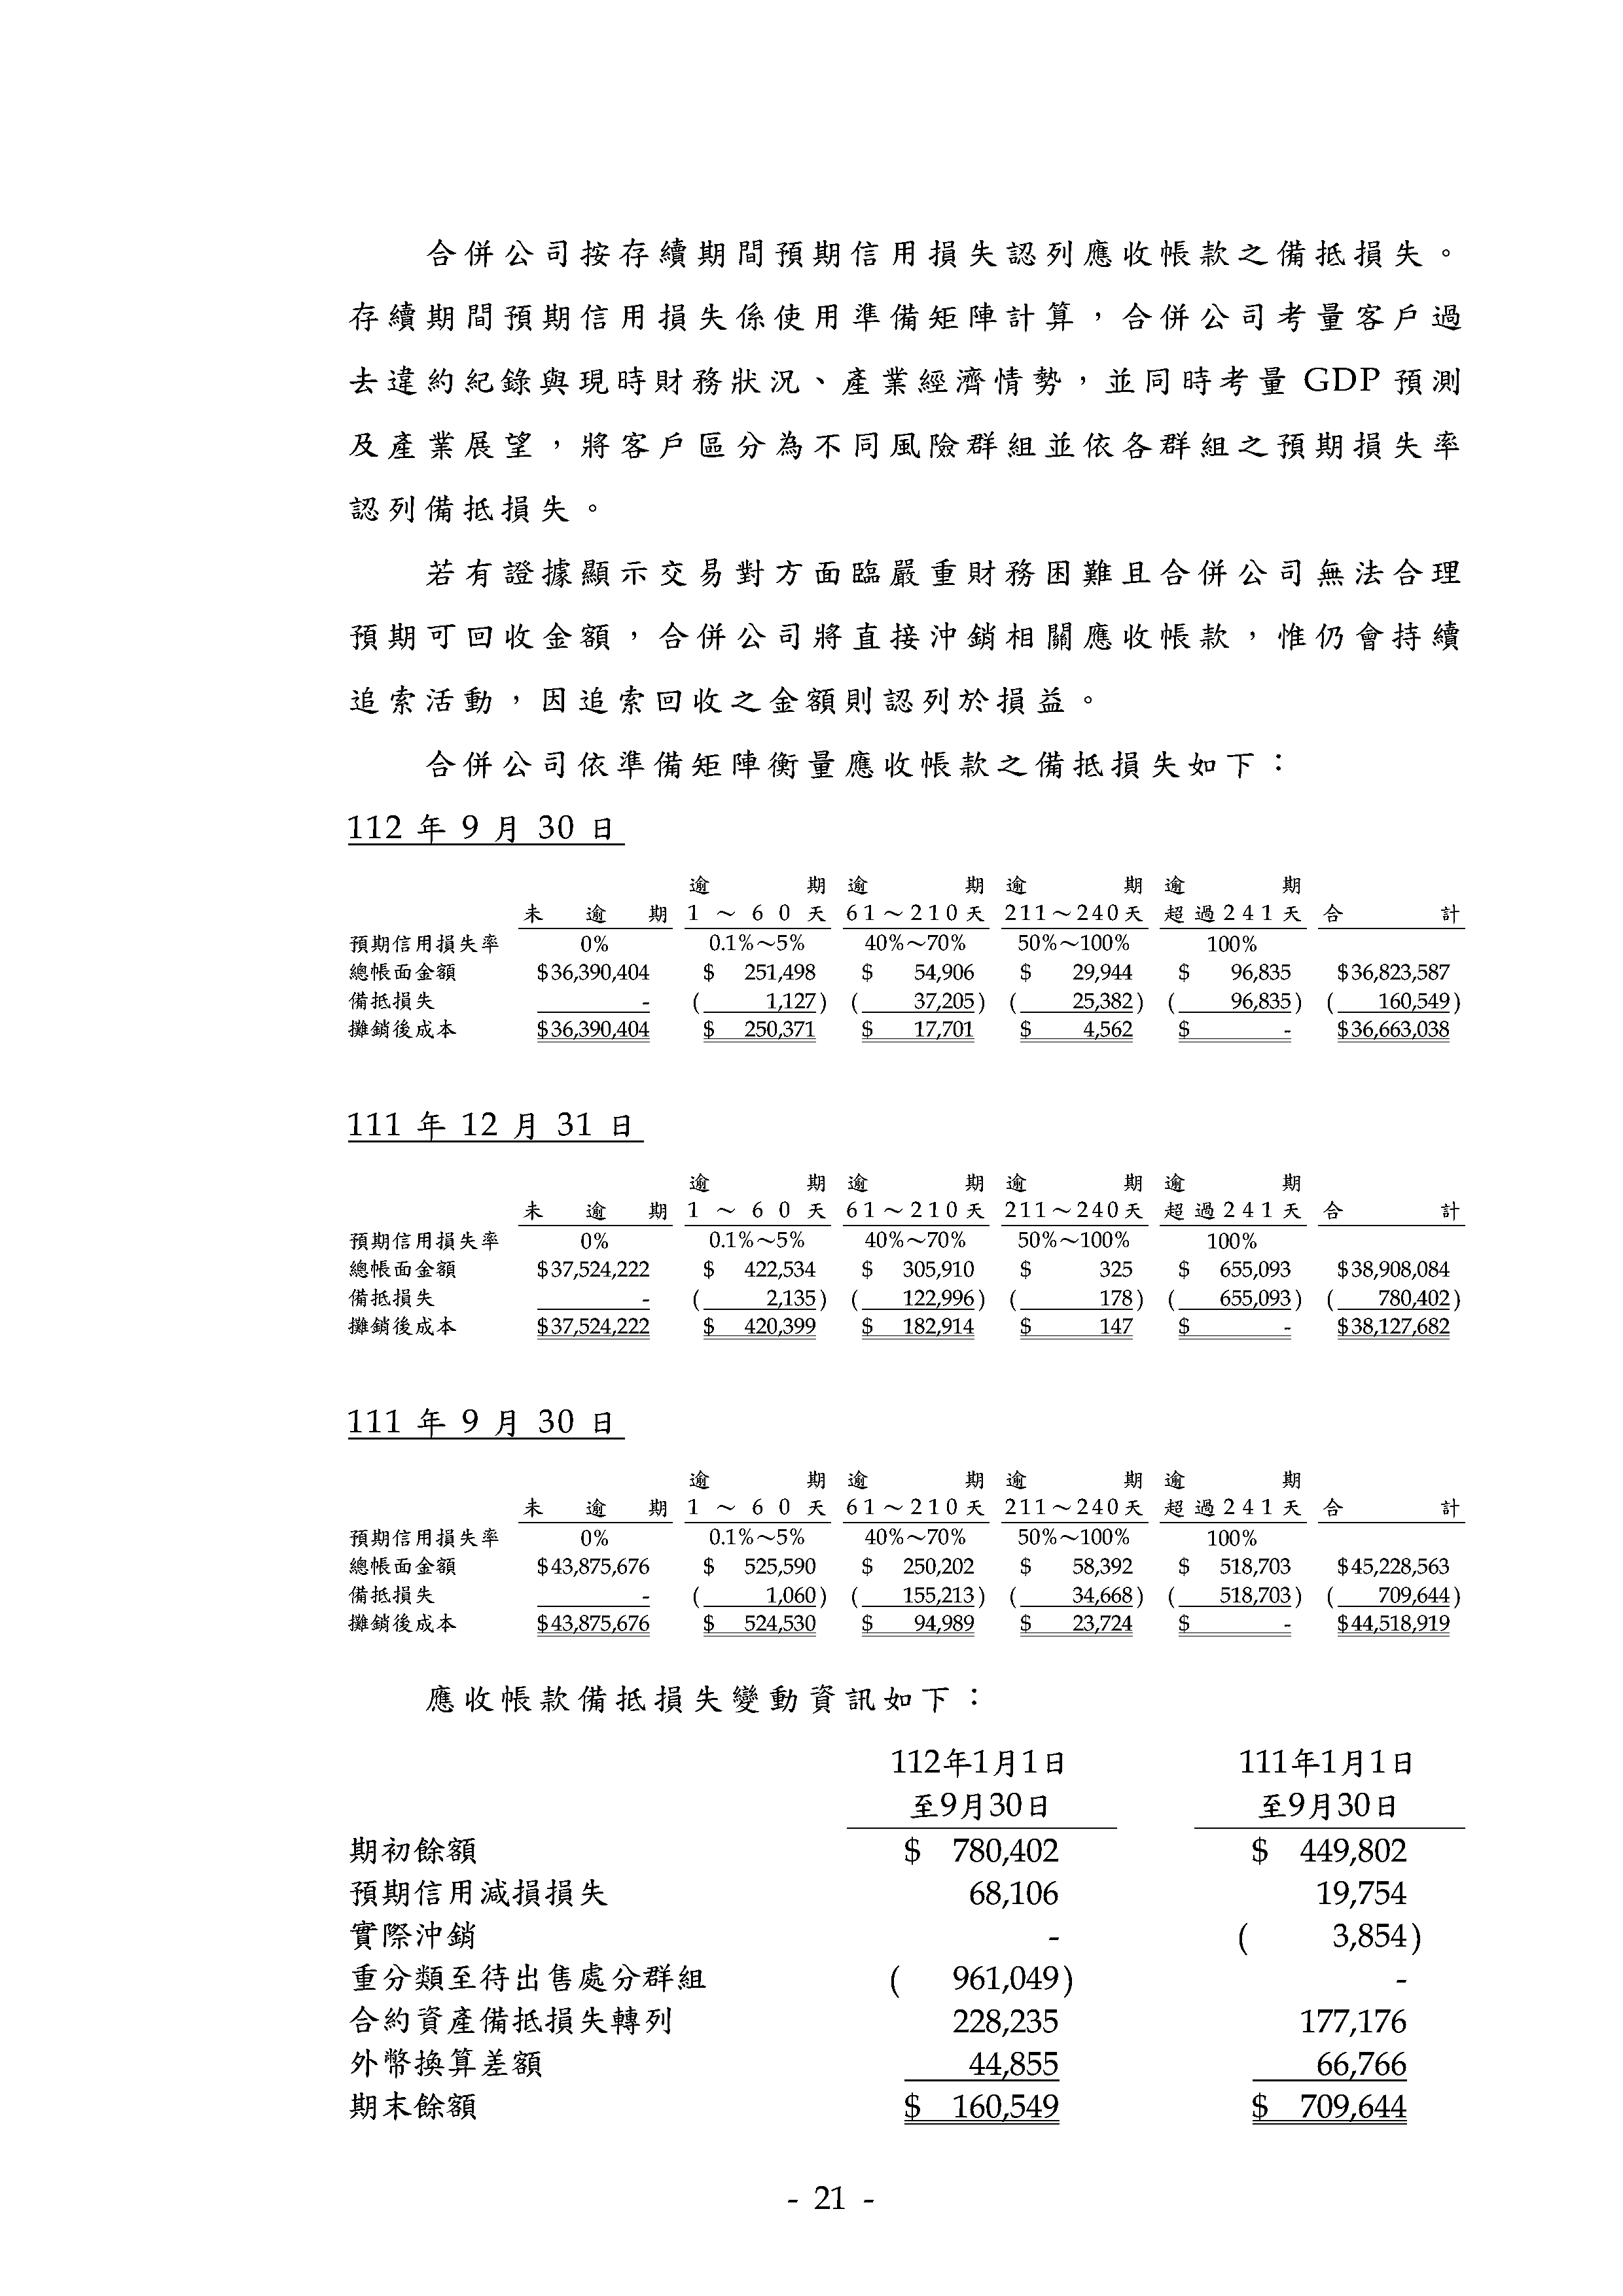 合併公司按存續期間預期信用損失認列應收帳款之備抵損失。
存續期間預期信用損失係使用準備矩陣計算，合併公司考量客戶過
去違約紀錄與現時財務狀況、產業經濟情勢，並同時考量 GDP 預測
及產業展望，將客戶區分為不同風險群組並依各群組之預期損失率
認列備抵損失。
若有證據顯示交易對方面臨嚴重財務困難且合併公司無法合理
預期可回收金額，合併公司將直接沖銷相關應收帳款，惟仍會持續
追索活動，因追索回收之金額則認列於損益。
合併公司依準備矩陣衡量應收帳款之備抵損失如下：
112 年 9 月 30 日
逾期 逾期 逾期 逾期
未逾期 1～60天 61～210天 211～240天 超過241天 合計
預期信用損失率 0% 0.1%～5% 40%～70% 50%～100% 100%
總帳面金額 $36,390,404 $ 251,498 $ 54,906 $ 29,944 $ 96,835 $36,823,587
備抵損失 - ( 1,127) ( 37,205) ( 25,382) ( 96,835) ( 160,549)
攤銷後成本 $36,390,404 $ 250,371 $ 17,701 $ 4,562 $ - $36,663,038
111 年 12 月 31 日
逾期 逾期 逾期 逾期
未逾期 1～60天 61～210天 211～240天 超過241天 合計
預期信用損失率 0% 0.1%～5% 40%～70% 50%～100% 100%
總帳面金額 $37,524,222 $ 422,534 $ 305,910 $ 325 $ 655,093 $38,908,084
備抵損失 - ( 2,135) ( 122,996) ( 178) ( 655,093) ( 780,402)
攤銷後成本 $37,524,222 $ 420,399 $ 182,914 $ 147 $ - $38,127,682
111 年 9 月 30 日
逾期 逾期 逾期 逾期
未逾期 1～60天 61～210天 211～240天 超過241天 合計
預期信用損失率 0% 0.1%～5% 40%～70% 50%～100% 100%
總帳面金額 $43,875,676 $ 525,590 $ 250,202 $ 58,392 $ 518,703 $45,228,563
備抵損失 - ( 1,060) ( 155,213) ( 34,668) ( 518,703) ( 709,644)
攤銷後成本 $43,875,676 $ 524,530 $ 94,989 $ 23,724 $ - $44,518,919
應收帳款備抵損失變動資訊如下：
112年1月1日 111年1月1日
至9月30日 至9月30日
期初餘額 $ 780,402 $ 449,802
預期信用減損損失 68,106 19,754
實際沖銷 - ( 3,854)
重分類至待出售處分群組 ( 961,049) -
合約資產備抵損失轉列 228,235 177,176
外幣換算差額 44,855 66,766
期末餘額 $ 160,549 $ 709,644
- 21 -